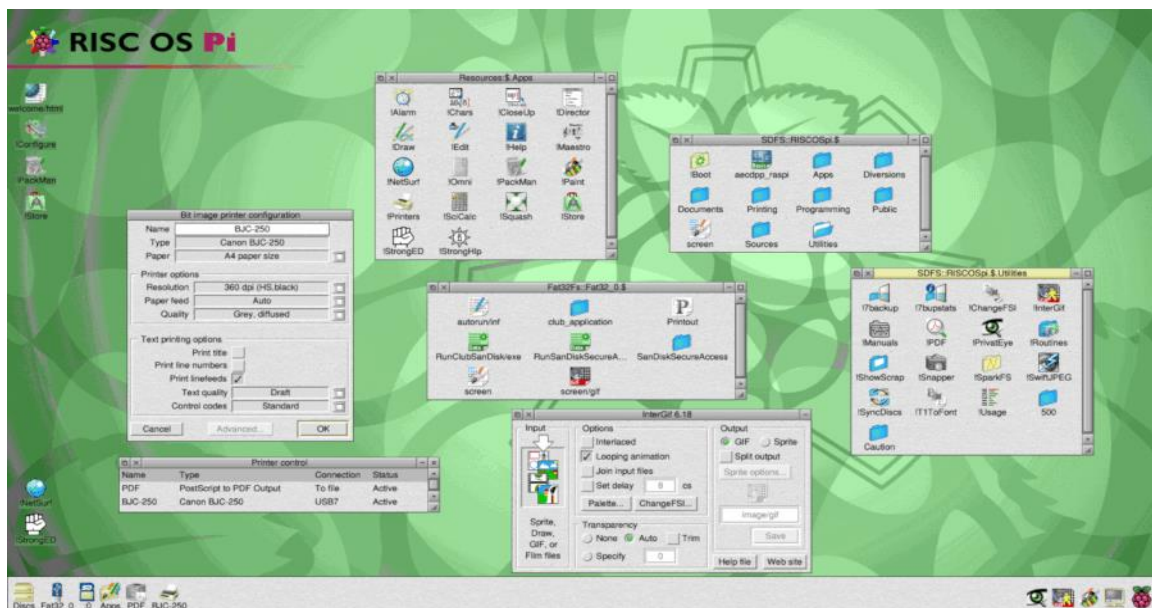 RISC OS Pi
welcome/html
!Configure
!PackMan
!Store
!NetSurf
!StrongED
Resources:$.Apps
!Alarm !Chars !CloseUp !Director
!Draw !Edit !Help !Maestro
!NetSurf !Omni !PackMan !Paint
!Printers !SciCalc !Squash !Store
!StrongED !StrongHlp
SDFS::RISCOSpi.$
!Boot aecdpp_raspi Apps Diversions
Documents Printing Programming Public
screen Sources Utilities
Bit image printer configuration
Name BJC-250
Type Canon BJC-250
Paper A4 paper size
Printer options
Resolution 360 dpi (HS,black)
Paper feed Auto
Quality Grey, diffused
Text printing options
Print title
Print line numbers
Print linefeeds
Text quality Draft
Control codes Standard
Cancel Advanced... OK
Fat32Fs::Fat32_0.$
autorun/inf club_application Printout
RunClubSanDisk/exe RunSanDiskSecureA... SanDiskSecureAccess
screen screen/gif
SDFS::RISCOSpi.$.Utilities
!7backup !7bupstats !ChangeFSI !InterGif
!Manuals !PDF !PrivateEye !Routines
!ShowScrap !Snapper !SparkFS !SwiftJPEG
!SyncDiscs !T1ToFont !Usage 500
Caution
Printer control
Name Type Connection Status
PDF PostScript to PDF Output To file Active
BJC-250 Canon BJC-250 USB7 Active
InterGif 6.18
Input
Sprite,
Draw,
GIF, or
Film files
Options
Interlaced
Looping animation
Join input files
Set delay 8 cs
Palette... ChangeFSI...
Transparency
None Auto Trim
Specify 0
Output
GIF Sprite
Split output
Sprite options...
image/gif
Save
Help file Web site
Discs Fat32_0 :0 Apps PDF BJC-250